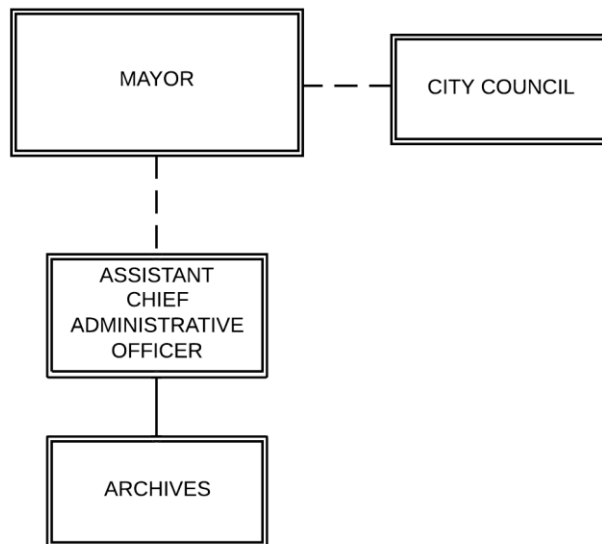 MAYOR
CITY COUNCIL
ASSISTANT
CHIEF
ADMINISTRATIVE
OFFICER
ARCHIVES